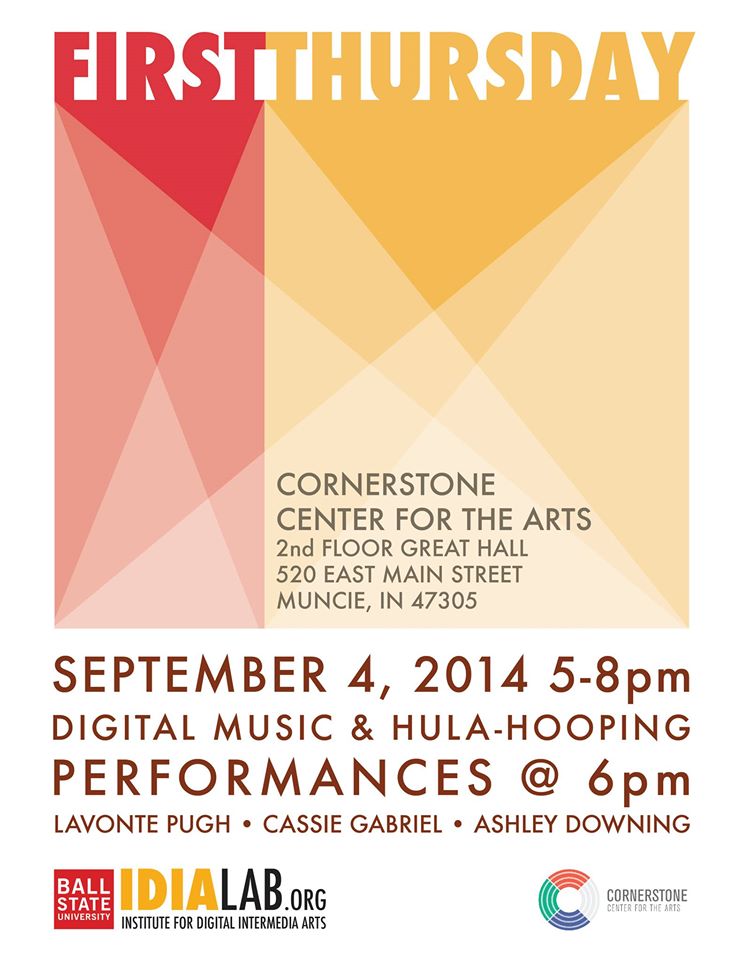 FIRSTTHURSDAY
CORNERSTONE
CENTER FOR THE ARTS
2nd FLOOR GREAT HALL
520 EAST MAIN STREET
MUNCIE, IN 47305
SEPTEMBER 4, 2014 5-8pm
DIGITAL MUSIC & HULA-HOOPING
PERFORMANCES @ 6pm
LAVONTE PUGH • CASSIE GABRIEL • ASHLEY DOWNING
BALL
STATE
UNIVERSITY
IDIALAB.ORG
INSTITUTE FOR DIGITAL INTERMEDIA ARTS
CORNERSTONE
CENTER FOR THE ARTS